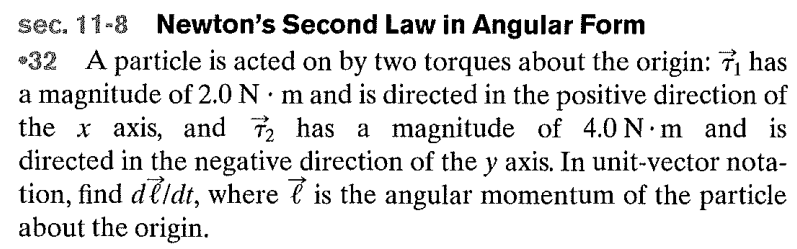 sec. 11-8 Newton's Second Law in Angular Form
•32 A particle is acted on by two torques about the origin: τ⃗₁ has
a magnitude of 2.0 N · m and is directed in the positive direction of
the x axis, and τ⃗₂ has a magnitude of 4.0 N·m and is
directed in the negative direction of the y axis. In unit-vector nota-
tion, find dℓ⃗/dt, where ℓ⃗ is the angular momentum of the particle
about the origin.